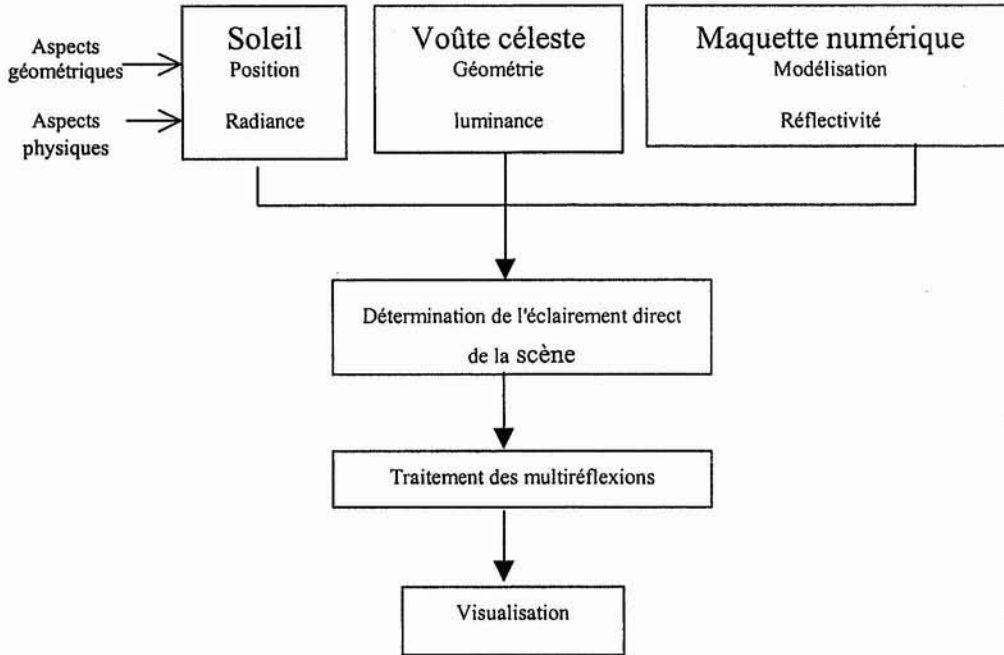 Aspects
géométriques
Aspects
physiques
Soleil
Position
Radiance
Voûte céleste
Géométrie
luminance
Maquette numérique
Modélisation
Réflectivité
Détermination de l'éclairement direct
de la scène
Traitement des multiréflexions
Visualisation